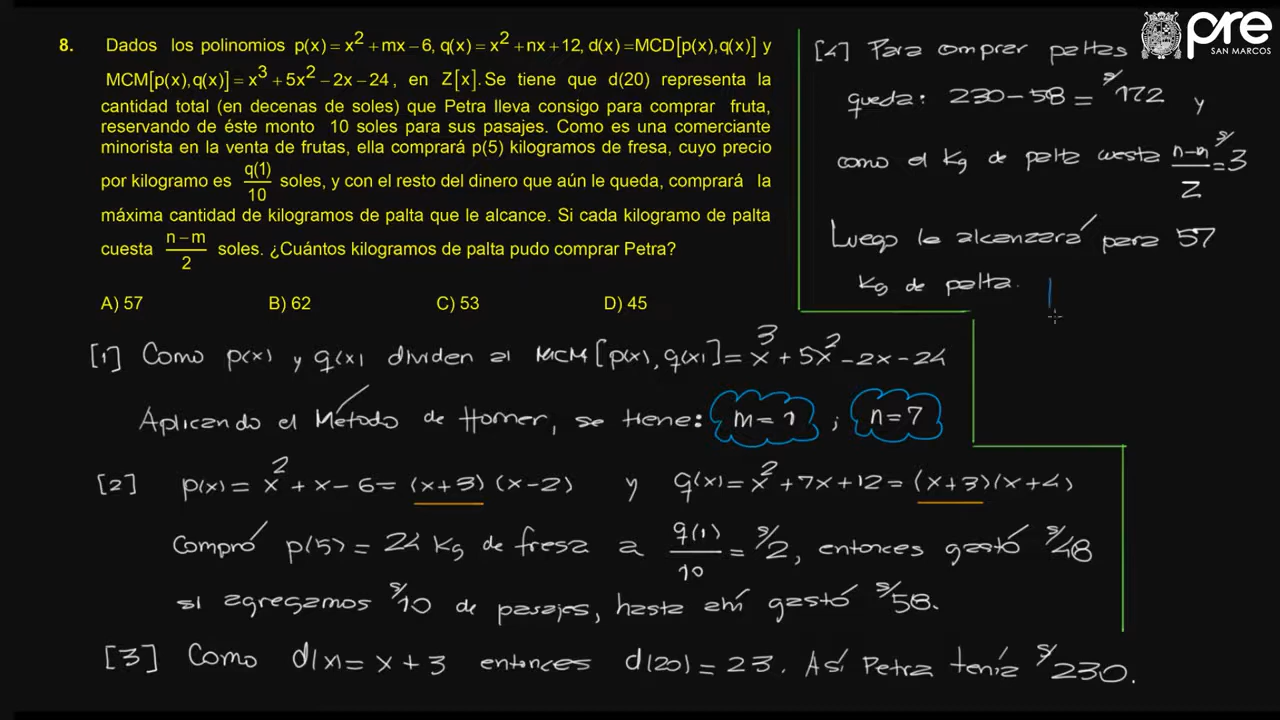 pre
SAN MARCOS
8. Dados los polinomios p(x) = x² + mx − 6, q(x) = x² + nx + 12, d(x) = MCD[p(x),q(x)] y
MCM[p(x),q(x)] = x³ + 5x² − 2x − 24, en Z[x]. Se tiene que d(20) representa la
cantidad total (en decenas de soles) que Petra lleva consigo para comprar fruta,
reservando de éste monto 10 soles para sus pasajes. Como es una comerciante
minorista en la venta de frutas, ella comprará p(5) kilogramos de fresa, cuyo precio
por kilogramo es q(1)/10 soles, y con el resto del dinero que aún le queda, comprará la
máxima cantidad de kilogramos de palta que le alcance. Si cada kilogramo de palta
cuesta n−m/2 soles. ¿Cuántos kilogramos de palta pudo comprar Petra?
A) 57 B) 62 C) 53 D) 45
[1] Como p(x) y q(x) dividen al MCM[p(x), q(x)] = x³ + 5x² − 2x − 24
Aplicando el Método de Horner, se tiene: m = 1 ; n = 7
[2] p(x) = x² + x − 6 = (x+3)(x−2) y q(x) = x² + 7x + 12 = (x+3)(x+4)
Compró p(5) = 24 Kg de fresa a q(1)/10 = S/2, entonces gastó S/48
si agregamos S/10 de pasajes, hasta ahí gastó S/58.
[3] Como d(x) = x + 3 entonces d(20) = 23. Así Petra tenía S/230.
[4] Para comprar paltas
queda: 230 − 58 = S/172 y
como el Kg de palta cuesta n−m/2 = S/3
Luego le alcanzará para 57
Kg de palta.